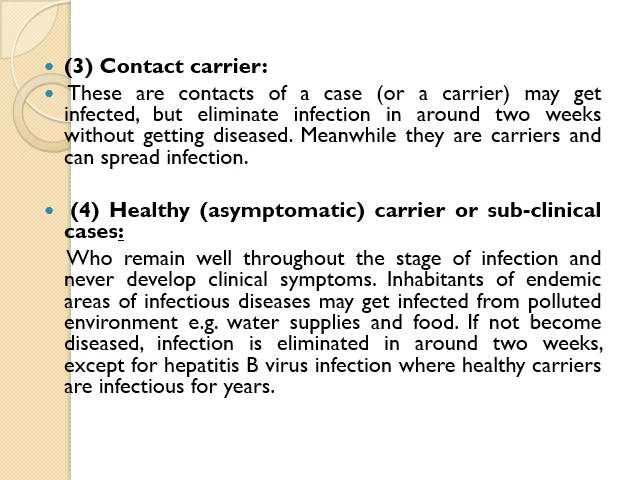 (3) Contact carrier:
These are contacts of a case (or a carrier) may get
infected, but eliminate infection in around two weeks
without getting diseased. Meanwhile they are carriers and
can spread infection.
(4) Healthy (asymptomatic) carrier or sub-clinical
cases:
Who remain well throughout the stage of infection and
never develop clinical symptoms. Inhabitants of endemic
areas of infectious diseases may get infected from polluted
environment e.g. water supplies and food. If not become
diseased, infection is eliminated in around two weeks,
except for hepatitis B virus infection where healthy carriers
are infectious for years.